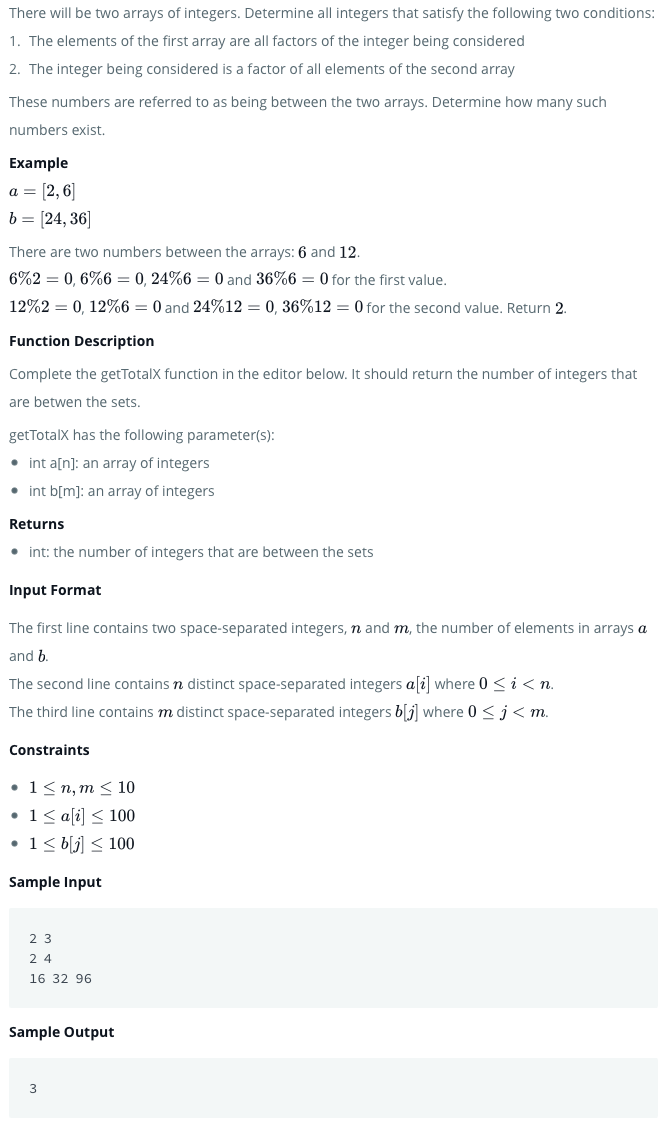 There will be two arrays of integers. Determine all integers that satisfy the following two conditions:
1. The elements of the first array are all factors of the integer being considered
2. The integer being considered is a factor of all elements of the second array
These numbers are referred to as being between the two arrays. Determine how many such
numbers exist.
Example
a = [2, 6]
b = [24, 36]
There are two numbers between the arrays: 6 and 12.
6%2 = 0, 6%6 = 0, 24%6 = 0 and 36%6 = 0 for the first value.
12%2 = 0, 12%6 = 0 and 24%12 = 0, 36%12 = 0 for the second value. Return 2.
Function Description
Complete the getTotalX function in the editor below. It should return the number of integers that
are betwen the sets.
getTotalX has the following parameter(s):
• int a[n]: an array of integers
• int b[m]: an array of integers
Returns
• int: the number of integers that are between the sets
Input Format
The first line contains two space-separated integers, n and m, the number of elements in arrays a
and b.
The second line contains n distinct space-separated integers a[i] where 0 ≤ i < n.
The third line contains m distinct space-separated integers b[j] where 0 ≤ j < m.
Constraints
• 1 ≤ n, m ≤ 10
• 1 ≤ a[i] ≤ 100
• 1 ≤ b[j] ≤ 100
Sample Input
2 3
2 4
16 32 96
Sample Output
3